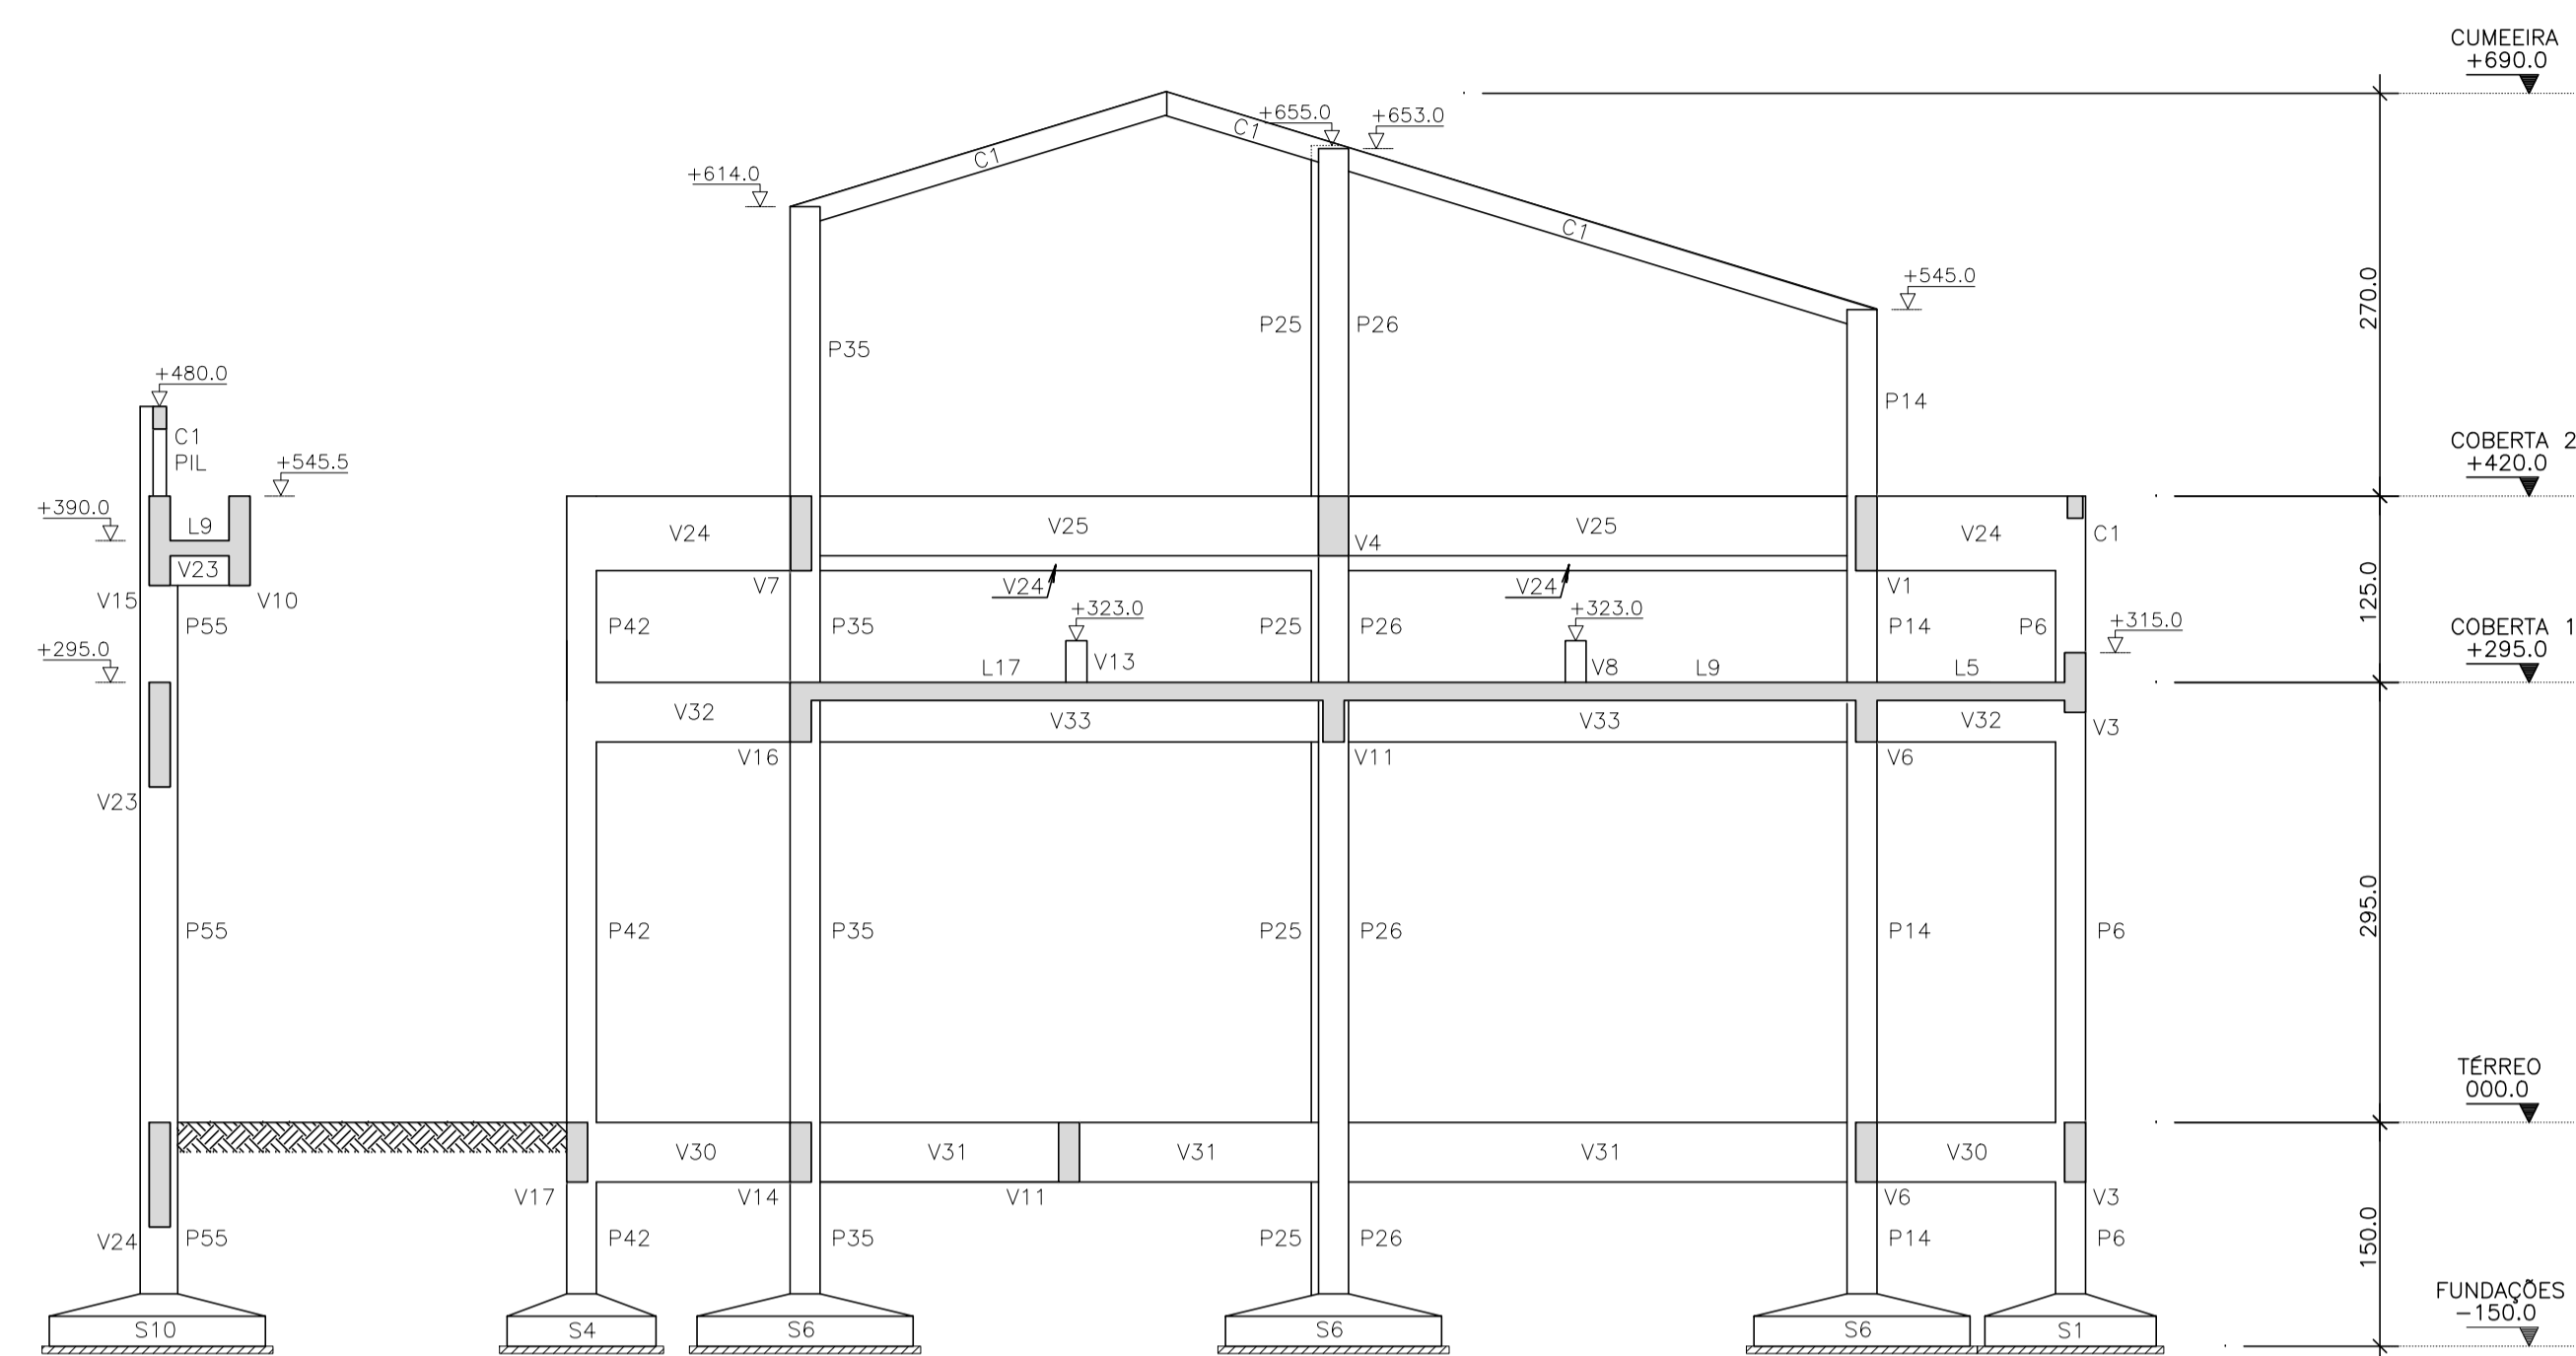 CUMEEIRA
+690.0
+655.0
+653.0
C1
C1
+614.0
C1
+545.0
270.0
P25
P26
P35
+480.0
P14
C1
PIL
COBERTA 2
+420.0
+545.5
+390.0
L9
V24
V25
V25
V24
C1
V4
V23
V7
V24
V24
V1
V15
V10
125.0
+323.0
+323.0
P55
P42
P35
P25
P26
P14
P6
+315.0
COBERTA 1
+295.0
+295.0
L17
V13
V8
L9
L5
V32
V33
V33
V32
V3
V16
V11
V6
V23
295.0
P55
P42
P35
P25
P26
P14
P6
TÉRREO
000.0
V30
V31
V31
V31
V30
V17
V14
V11
V6
V3
V24
P55
P42
P35
P25
P26
P14
P6
150.0
FUNDAÇÕES
-150.0
S10
S4
S6
S6
S6
S1